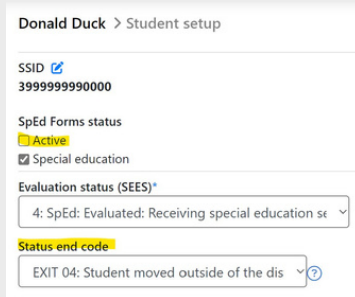 Donald Duck > Student setup
SSID
3999999990000
SpEd Forms status
Active
Special education
Evaluation status (SEES)*
4: SpEd: Evaluated: Receiving special education se
Status end code
EXIT 04: Student moved outside of the dis